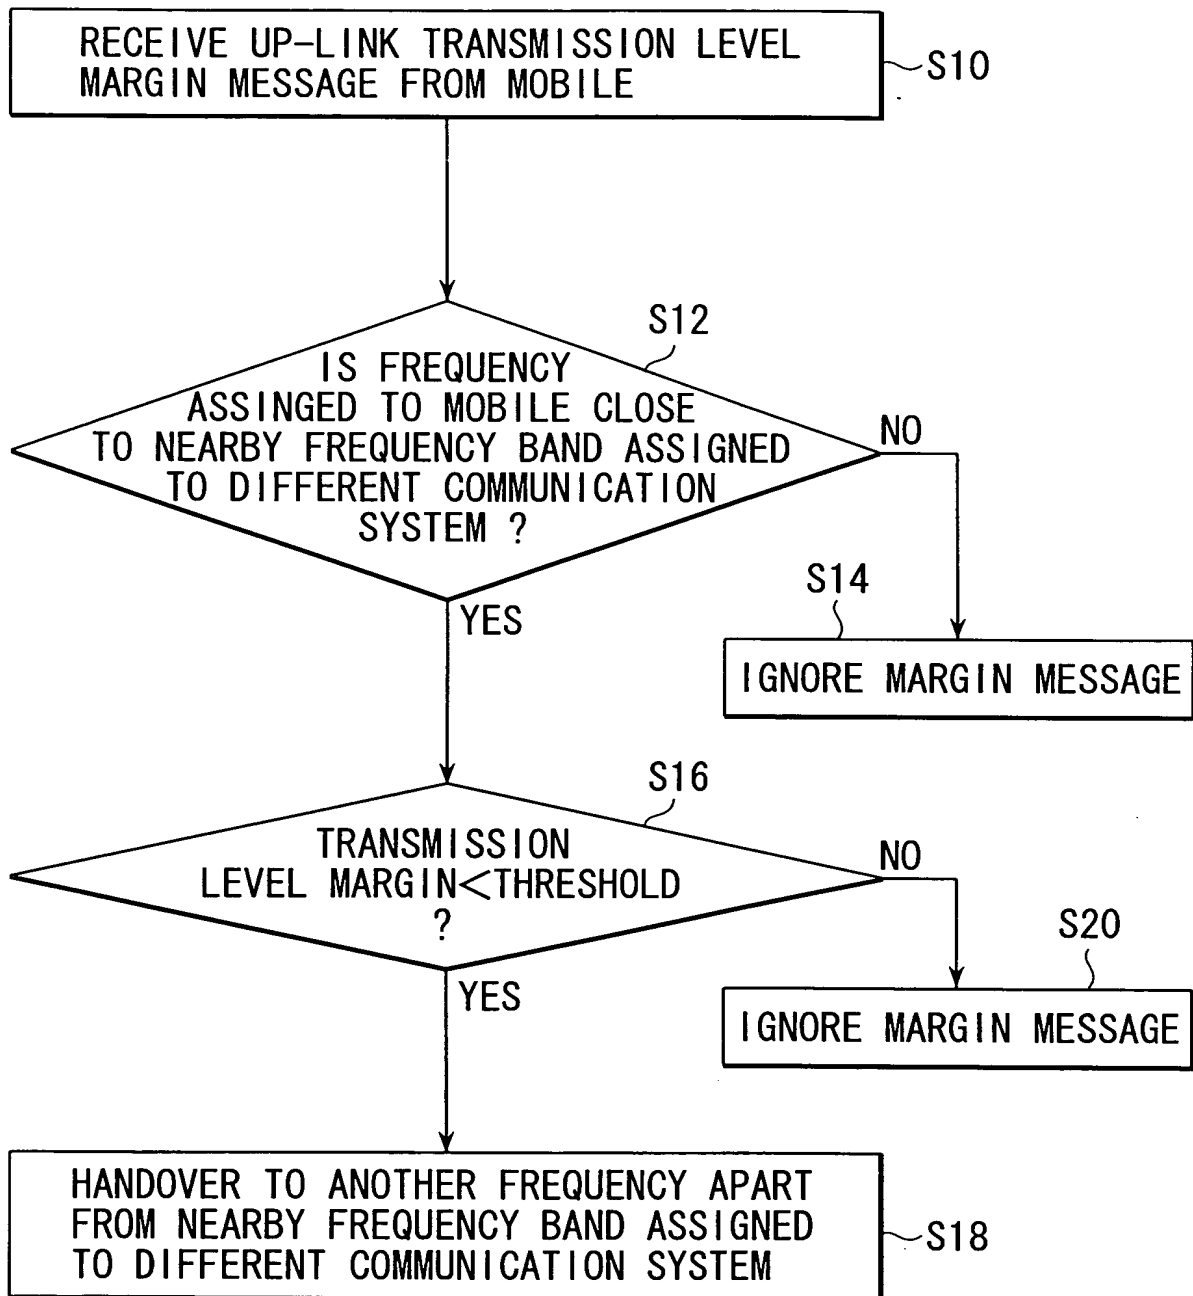 RECEIVE UP-LINK TRANSMISSION LEVEL
MARGIN MESSAGE FROM MOBILE
S10
S12
IS FREQUENCY
ASSINGED TO MOBILE CLOSE
TO NEARBY FREQUENCY BAND ASSIGNED
TO DIFFERENT COMMUNICATION
SYSTEM ?
NO
YES
S14
IGNORE MARGIN MESSAGE
S16
TRANSMISSION
LEVEL MARGIN<THRESHOLD
?
NO
YES
S20
IGNORE MARGIN MESSAGE
HANDOVER TO ANOTHER FREQUENCY APART
FROM NEARBY FREQUENCY BAND ASSIGNED
TO DIFFERENT COMMUNICATION SYSTEM
S18